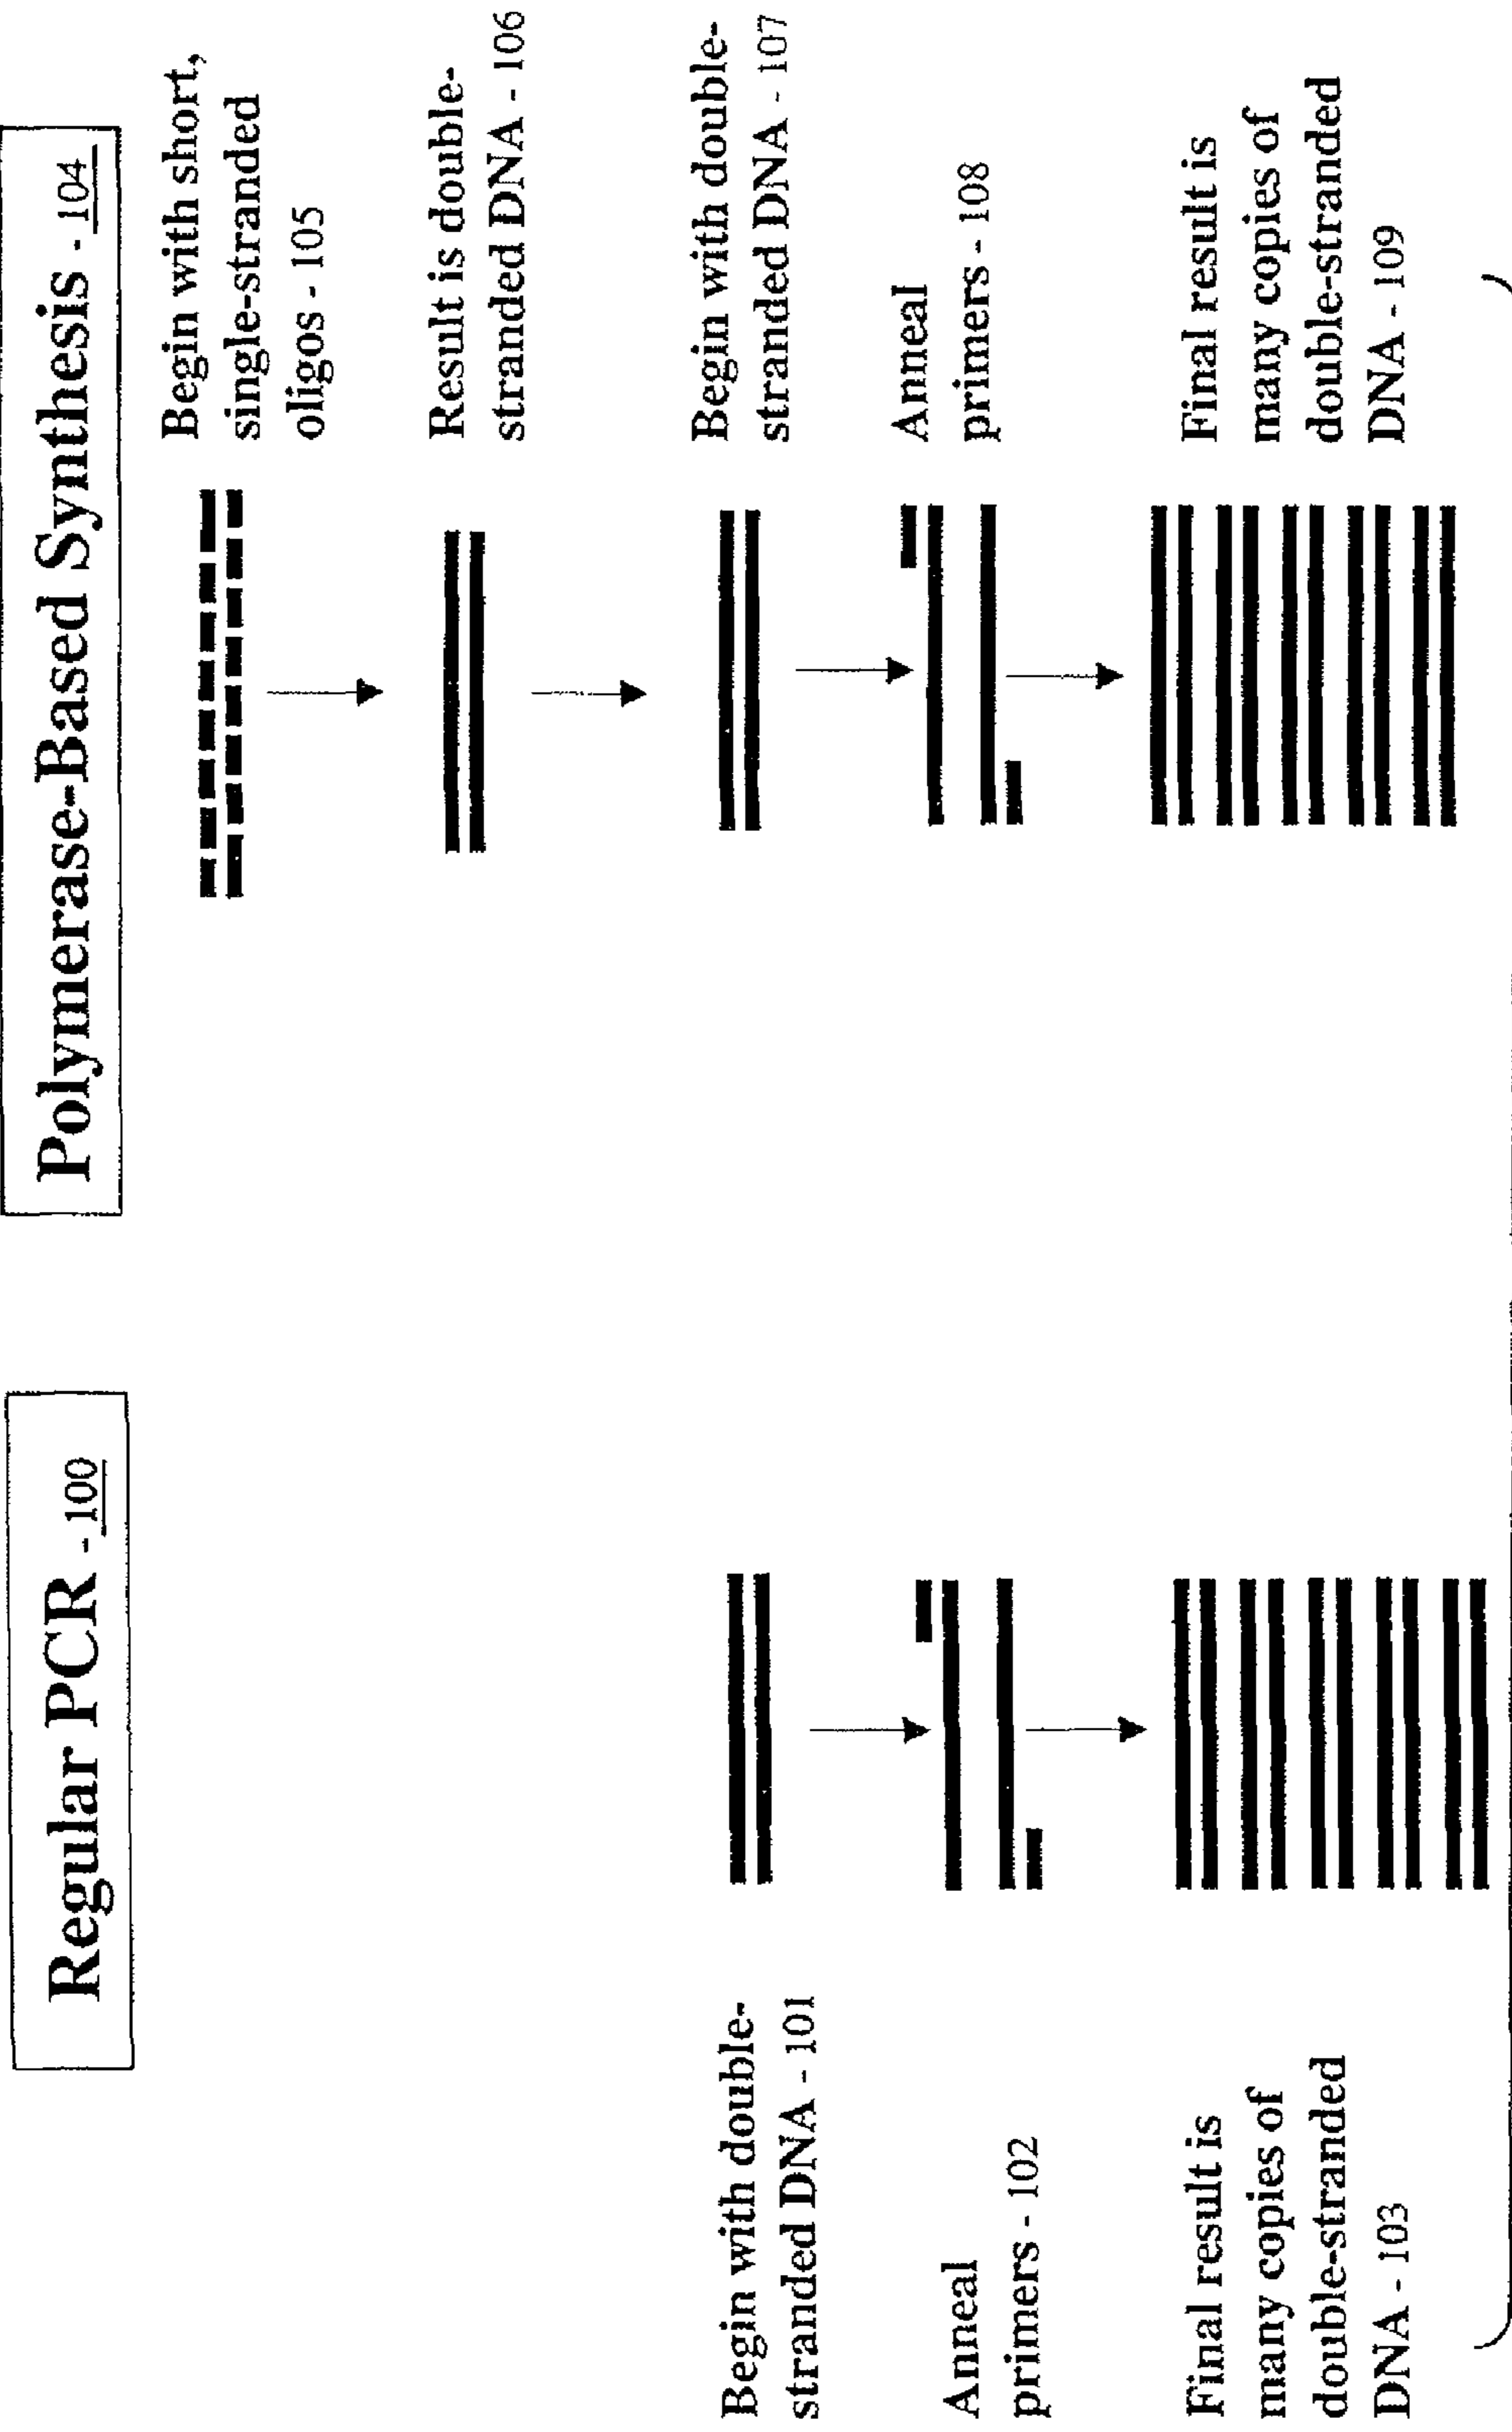 Regular PCR - 100
Begin with double-
stranded DNA - 101
Anneal
primers - 102
Final result is
many copies of
double-stranded
DNA - 103
Polymerase-Based Synthesis - 104
Begin with short,
single-stranded
oligos - 105
Result is double-
stranded DNA - 106
Begin with double-
stranded DNA - 107
Anneal
primers - 108
Final result is
many copies of
double-stranded
DNA - 109